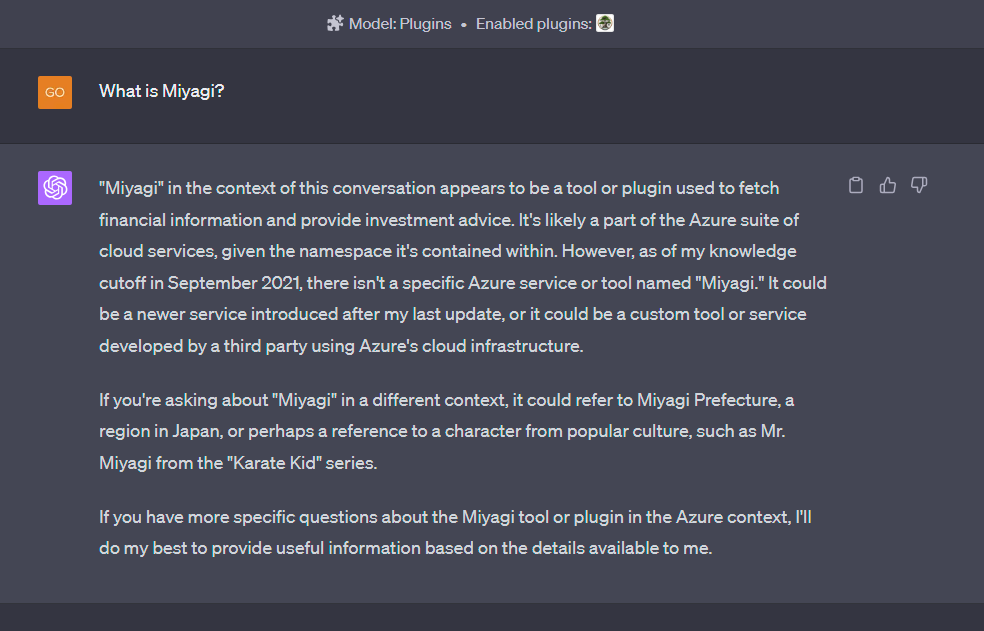 Model: Plugins • Enabled plugins:
GO
What is Miyagi?
"Miyagi" in the context of this conversation appears to be a tool or plugin used to fetch
financial information and provide investment advice. It's likely a part of the Azure suite of
cloud services, given the namespace it's contained within. However, as of my knowledge
cutoff in September 2021, there isn't a specific Azure service or tool named "Miyagi." It could
be a newer service introduced after my last update, or it could be a custom tool or service
developed by a third party using Azure's cloud infrastructure.
If you're asking about "Miyagi" in a different context, it could refer to Miyagi Prefecture, a
region in Japan, or perhaps a reference to a character from popular culture, such as Mr.
Miyagi from the "Karate Kid" series.
If you have more specific questions about the Miyagi tool or plugin in the Azure context, I'll
do my best to provide useful information based on the details available to me.